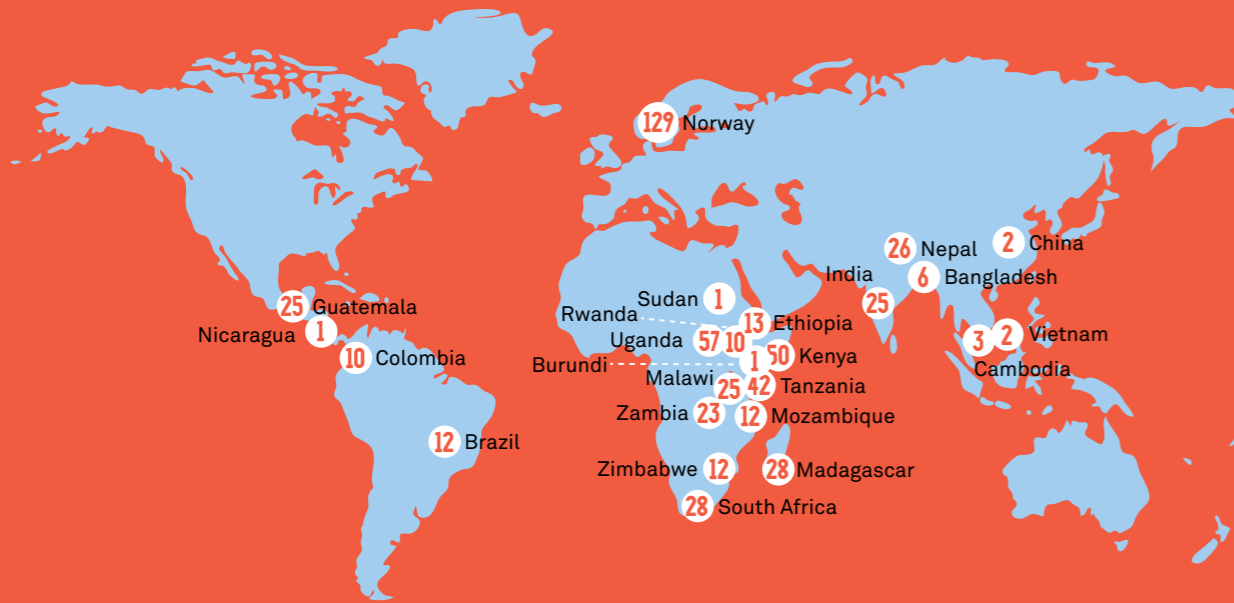 129 Norway
26 Nepal
2 China
India
6 Bangladesh
25
25 Guatemala
Nicaragua 1
10 Colombia
12 Brazil
Sudan 1
Rwanda 10
13 Ethiopia
Uganda 57
50 Kenya
Burundi 1
Malawi 25
42 Tanzania
Zambia 23
12 Mozambique
Zimbabwe 12
28 Madagascar
28 South Africa
2 Vietnam
3
Cambodia